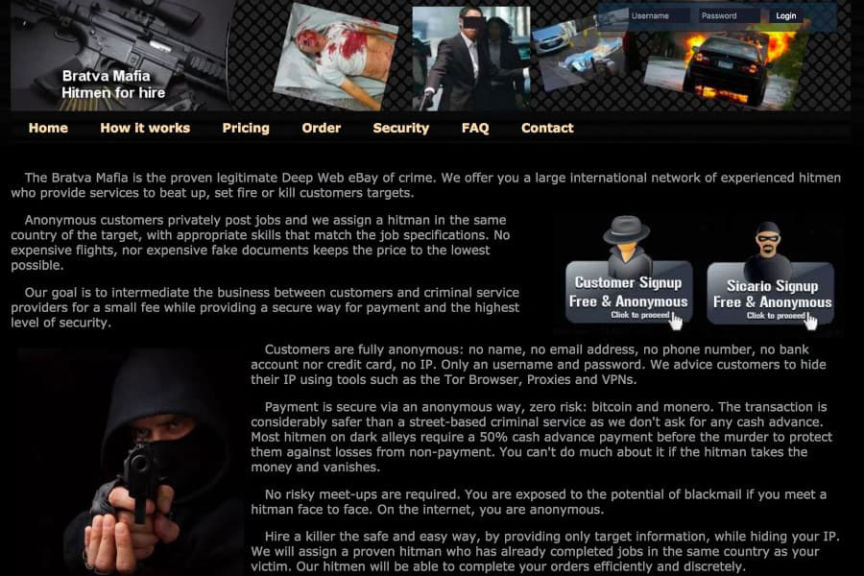 Username
Password
Login
Bratva Mafia
Hitmen for hire
Home
How it works
Pricing
Order
Security
FAQ
Contact
The Bratva Mafia is the proven legitimate Deep Web eBay of crime. We offer you a large international network of experienced hitmen
who provide services to beat up, set fire or kill customers targets.
Anonymous customers privately post jobs and we assign a hitman in the same
country of the target, with appropriate skills that match the job specifications. No
expensive flights, nor expensive fake documents keeps the price to the lowest
possible.
Our goal is to intermediate the business between customers and criminal service
providers for a small fee while providing a secure way for payment and the highest
level of security.
Customer Signup
Free & Anonymous
Click to proceed
Sicario Signup
Free & Anonymous
Click to proceed
Customers are fully anonymous: no name, no email address, no phone number, no bank
account nor credit card, no IP. Only an username and password. We advice customers to hide
their IP using tools such as the Tor Browser, Proxies and VPNs.
Payment is secure via an anonymous way, zero risk: bitcoin and monero. The transaction is
considerably safer than a street-based criminal service as we don't ask for any cash advance.
Most hitmen on dark alleys require a 50% cash advance payment before the murder to protect
them against losses from non-payment. You can't do much about it if the hitman takes the
money and vanishes.
No risky meet-ups are required. You are exposed to the potential of blackmail if you meet a
hitman face to face. On the internet, you are anonymous.
Hire a killer the safe and easy way, by providing only target information, while hiding your IP.
We will assign a proven hitman who has already completed jobs in the same country as your
victim. Our hitmen will be able to complete your orders efficiently and discretely.